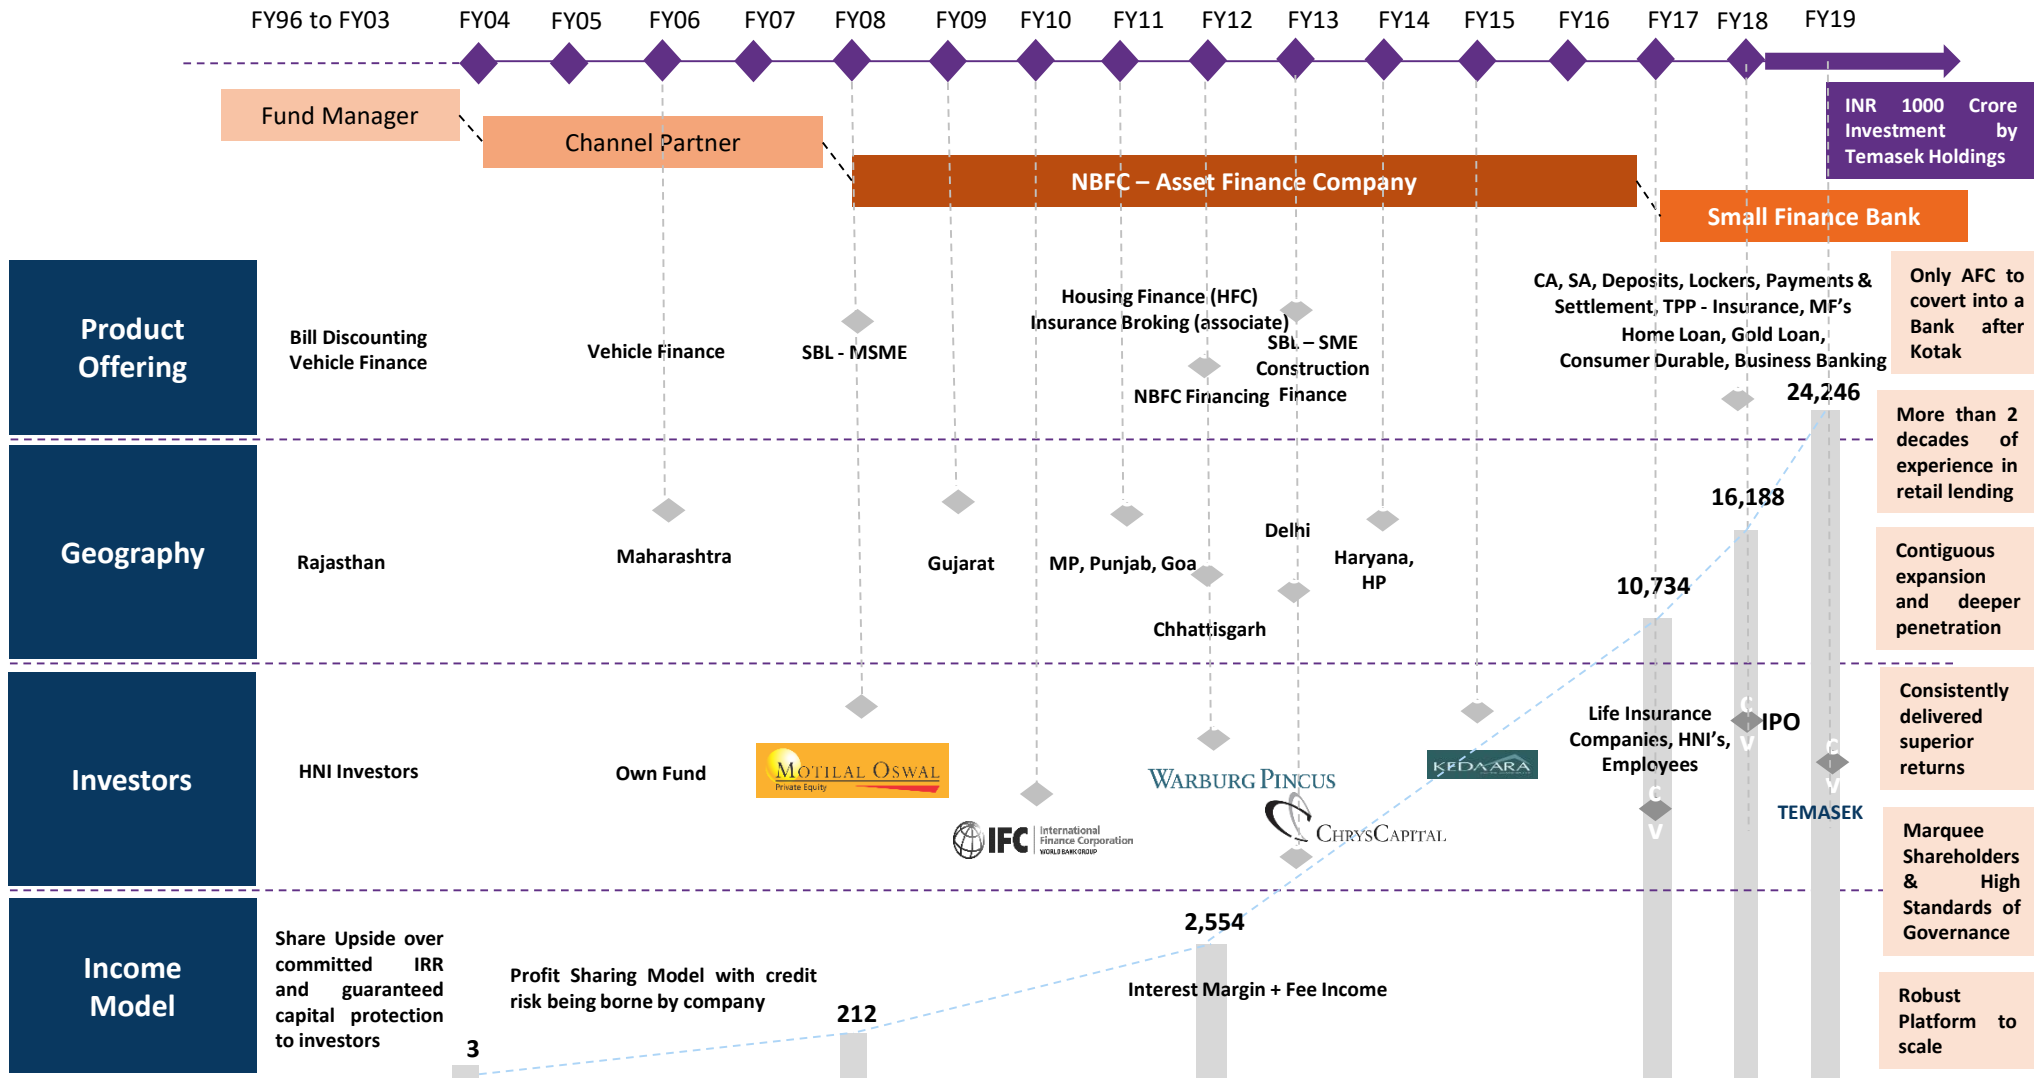 FY96 to FY03
FY04
FY05
FY06
FY07
FY08
FY09
FY10
FY11
FY12
FY13
FY14
FY15
FY16
FY17
FY18
FY19
Fund Manager
Channel Partner
NBFC – Asset Finance Company
Small Finance Bank
INR 1000 Crore
Investment by
Temasek Holdings
Product
Offering
Bill Discounting
Vehicle Finance
Vehicle Finance
SBL - MSME
Housing Finance (HFC)
Insurance Broking (associate)
NBFC Financing
SBL – SME
Construction
Finance
CA, SA, Deposits, Lockers, Payments &
Settlement, TPP - Insurance, MF's
Home Loan, Gold Loan,
Consumer Durable, Business Banking
24,246
Only AFC to
covert into a
Bank after
Kotak
More than 2
decades of
experience in
retail lending
Geography
Rajasthan
Maharashtra
Gujarat
MP, Punjab, Goa
Chhattisgarh
Delhi
Haryana,
HP
10,734
16,188
Contiguous
expansion
and deeper
penetration
Investors
HNI Investors
Own Fund
MOTILAL OSWAL
Private Equity
IFC
International
Finance Corporation
WORLD BANK GROUP
WARBURG PINCUS
CHRYSCAPITAL
KEDAARA
Life Insurance
Companies, HNI's,
Employees
C
V
C
V
IPO
C
V
TEMASEK
Consistently
delivered
superior
returns
Marquee
Shareholders
& High
Standards of
Governance
Income
Model
Share Upside over
committed IRR
and guaranteed
capital protection
to investors
3
Profit Sharing Model with credit
risk being borne by company
212
2,554
Interest Margin + Fee Income
Robust
Platform to
scale